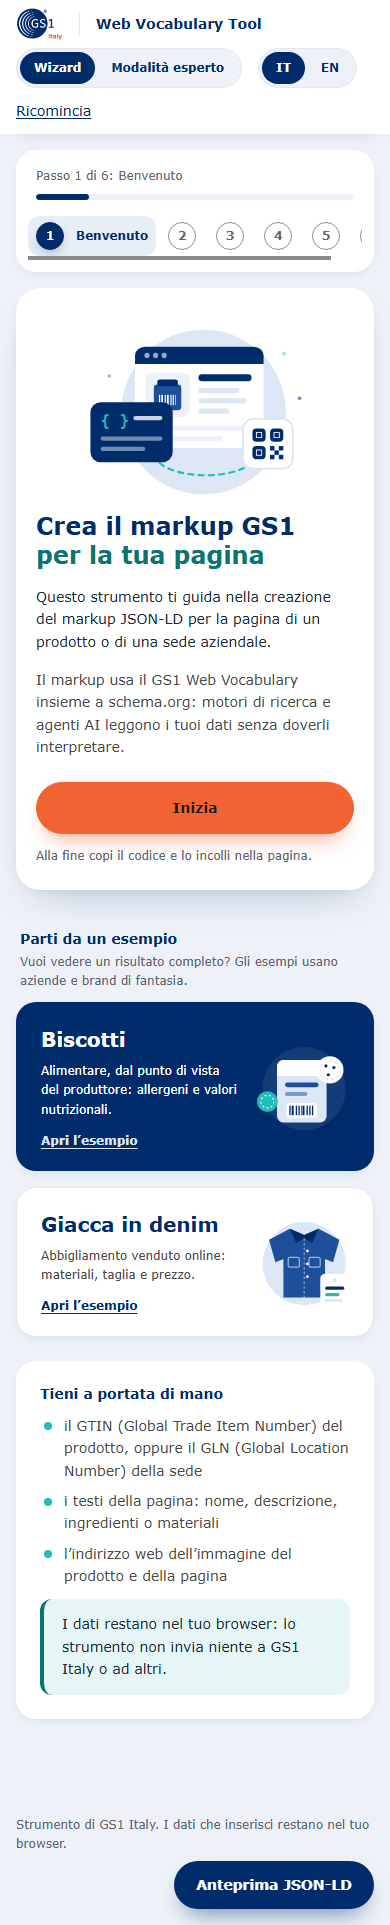 GS1
Italy
Web Vocabulary Tool
Wizard
Modalità esperto
IT
EN
Ricomincia
Passo 1 di 6: Benvenuto
1
Benvenuto
2
3
4
5
{ }
Crea il markup GS1
per la tua pagina
Questo strumento ti guida nella creazione
del markup JSON-LD per la pagina di un
prodotto o di una sede aziendale.
Il markup usa il GS1 Web Vocabulary
insieme a schema.org: motori di ricerca e
agenti AI leggono i tuoi dati senza doverli
interpretare.
Inizia
Alla fine copi il codice e lo incolli nella pagina.
Parti da un esempio
Vuoi vedere un risultato completo? Gli esempi usano
aziende e brand di fantasia.
Biscotti
Alimentare, dal punto di vista
del produttore: allergeni e valori
nutrizionali.
Apri l’esempio
Giacca in denim
Abbigliamento venduto online:
materiali, taglia e prezzo.
Apri l’esempio
Tieni a portata di mano
il GTIN (Global Trade Item Number) del
prodotto, oppure il GLN (Global Location
Number) della sede
i testi della pagina: nome, descrizione,
ingredienti o materiali
l’indirizzo web dell’immagine del
prodotto e della pagina
I dati restano nel tuo browser: lo
strumento non invia niente a GS1
Italy o ad altri.
Strumento di GS1 Italy. I dati che inserisci restano nel tuo
browser.
Anteprima JSON-LD